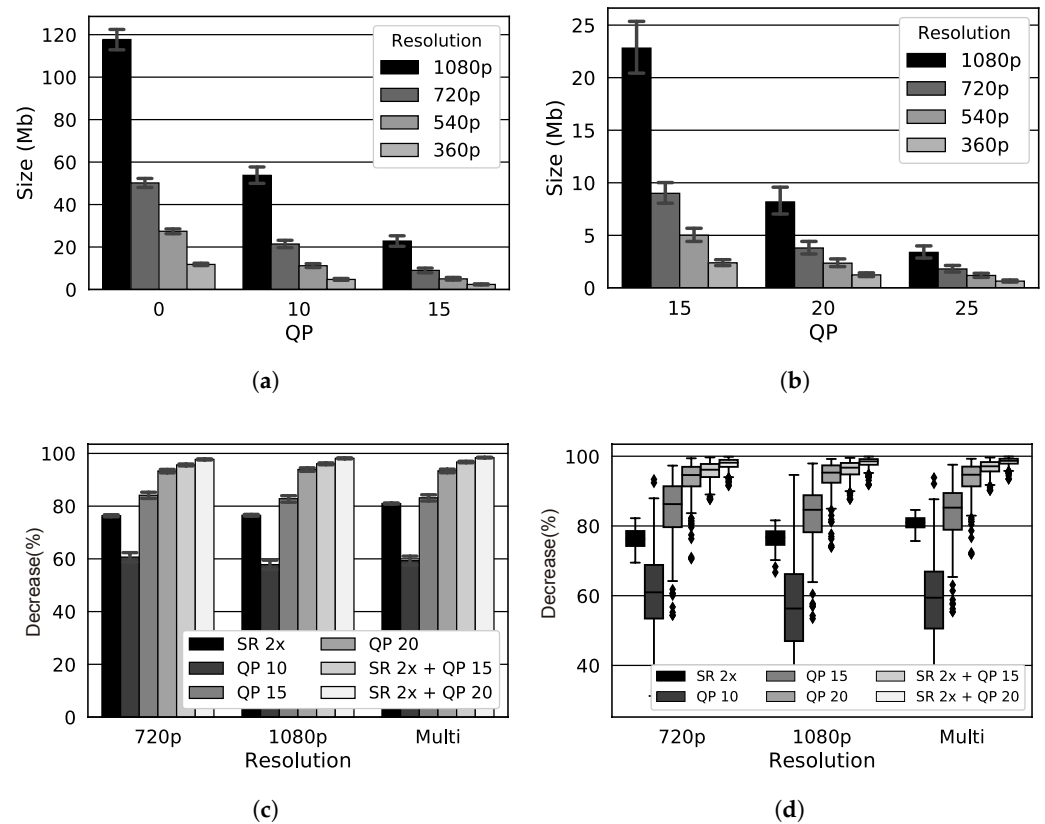 120
100
80
60
40
20
0
Size (Mb)
Resolution
1080p
720p
540p
360p
0 10 15
QP
(a)
25
20
15
10
5
0
Size (Mb)
Resolution
1080p
720p
540p
360p
15 20 25
QP
(b)
100
80
60
40
20
0
Decrease(%)
SR 2x QP 20
QP 10 SR 2x + QP 15
QP 15 SR 2x + QP 20
720p 1080p Multi
Resolution
(c)
100
80
60
40
Decrease(%)
SR 2x QP 15 SR 2x + QP 15
QP 10 QP 20 SR 2x + QP 20
720p 1080p Multi
Resolution
(d)